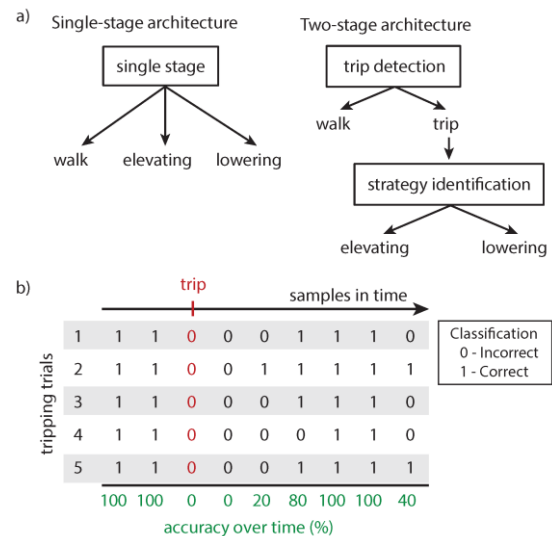 a)
Single-stage architecture
Two-stage architecture
single stage
trip detection
walk elevating lowering
walk trip
strategy identification
elevating lowering
b)
trip
samples in time
tripping trials
1 1 1 0 0 0 1 1 1 0
2 1 1 0 0 1 1 1 1 1
3 1 1 0 0 0 1 1 1 0
4 1 1 0 0 0 0 1 1 0
5 1 1 0 0 0 1 1 1 1
100 100 0 0 20 80 100 100 40
accuracy over time (%)
Classification
0 - Incorrect
1 - Correct